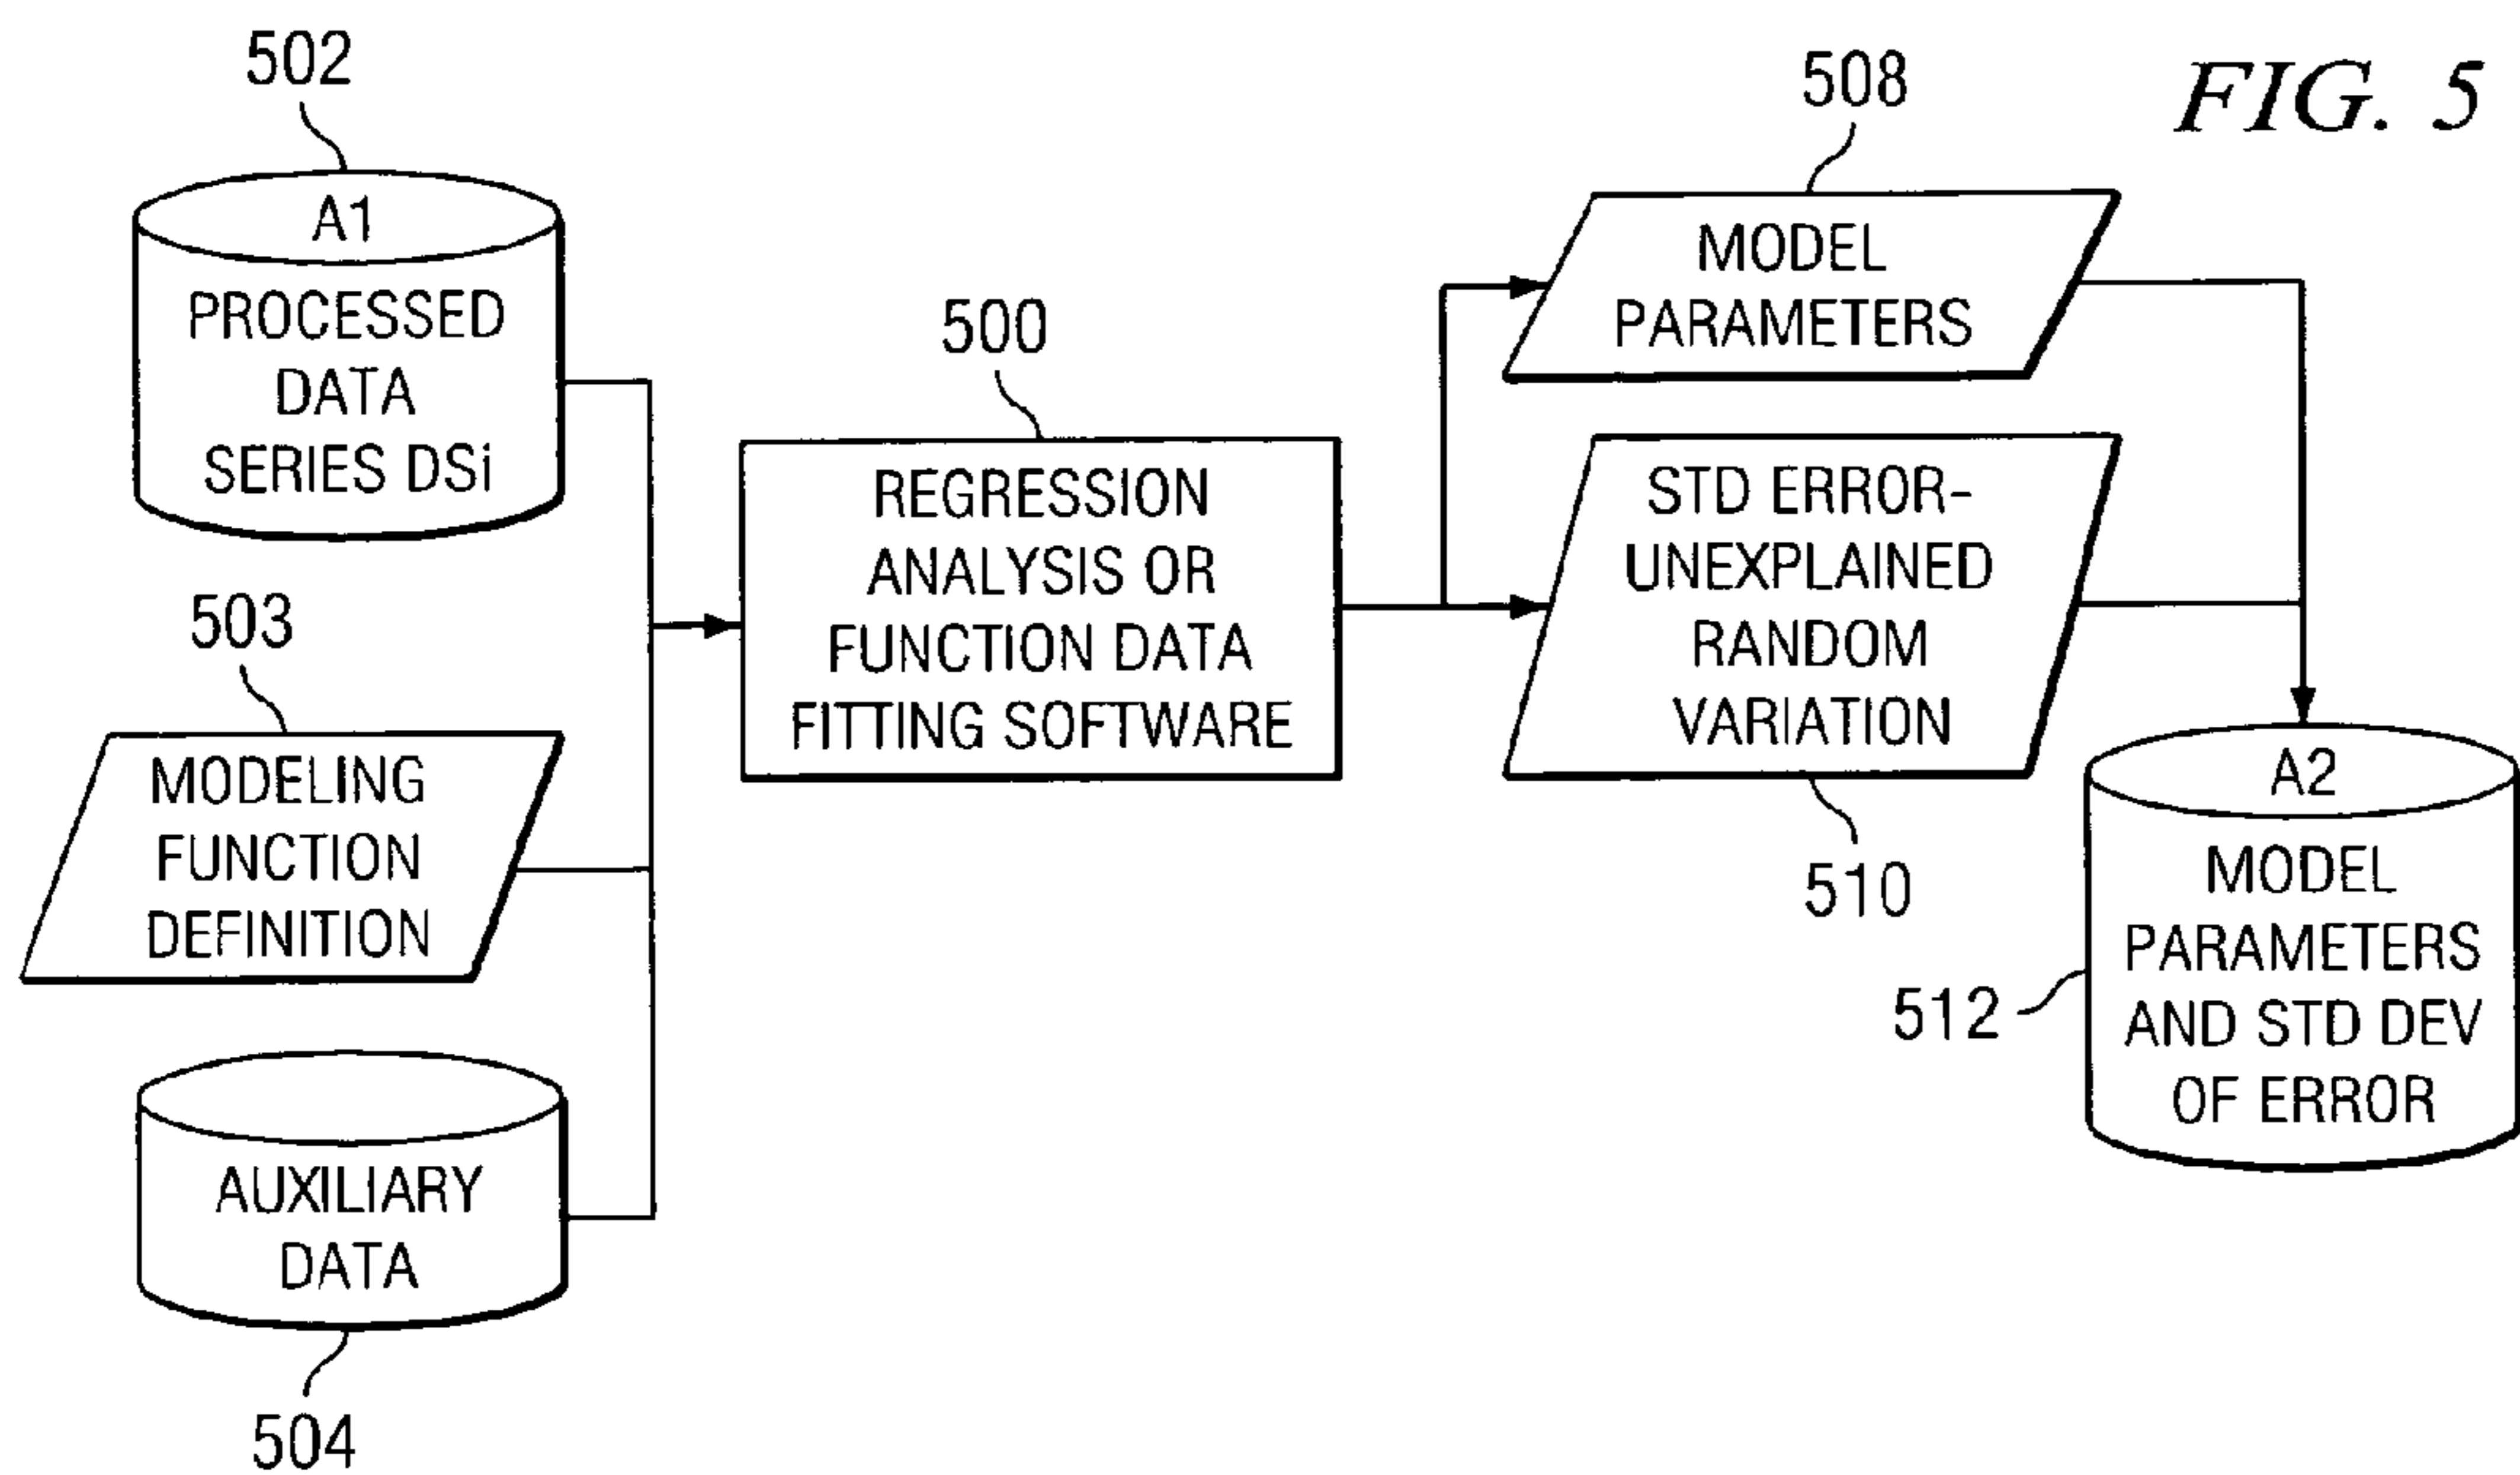 FIG. 5
502
A1
PROCESSED
DATA
SERIES DSi
503
MODELING
FUNCTION
DEFINITION
AUXILIARY
DATA
504
500
REGRESSION
ANALYSIS OR
FUNCTION DATA
FITTING SOFTWARE
508
MODEL
PARAMETERS
STD ERROR-
UNEXPLAINED
RANDOM
VARIATION
510
A2
MODEL
PARAMETERS
AND STD DEV
OF ERROR
512